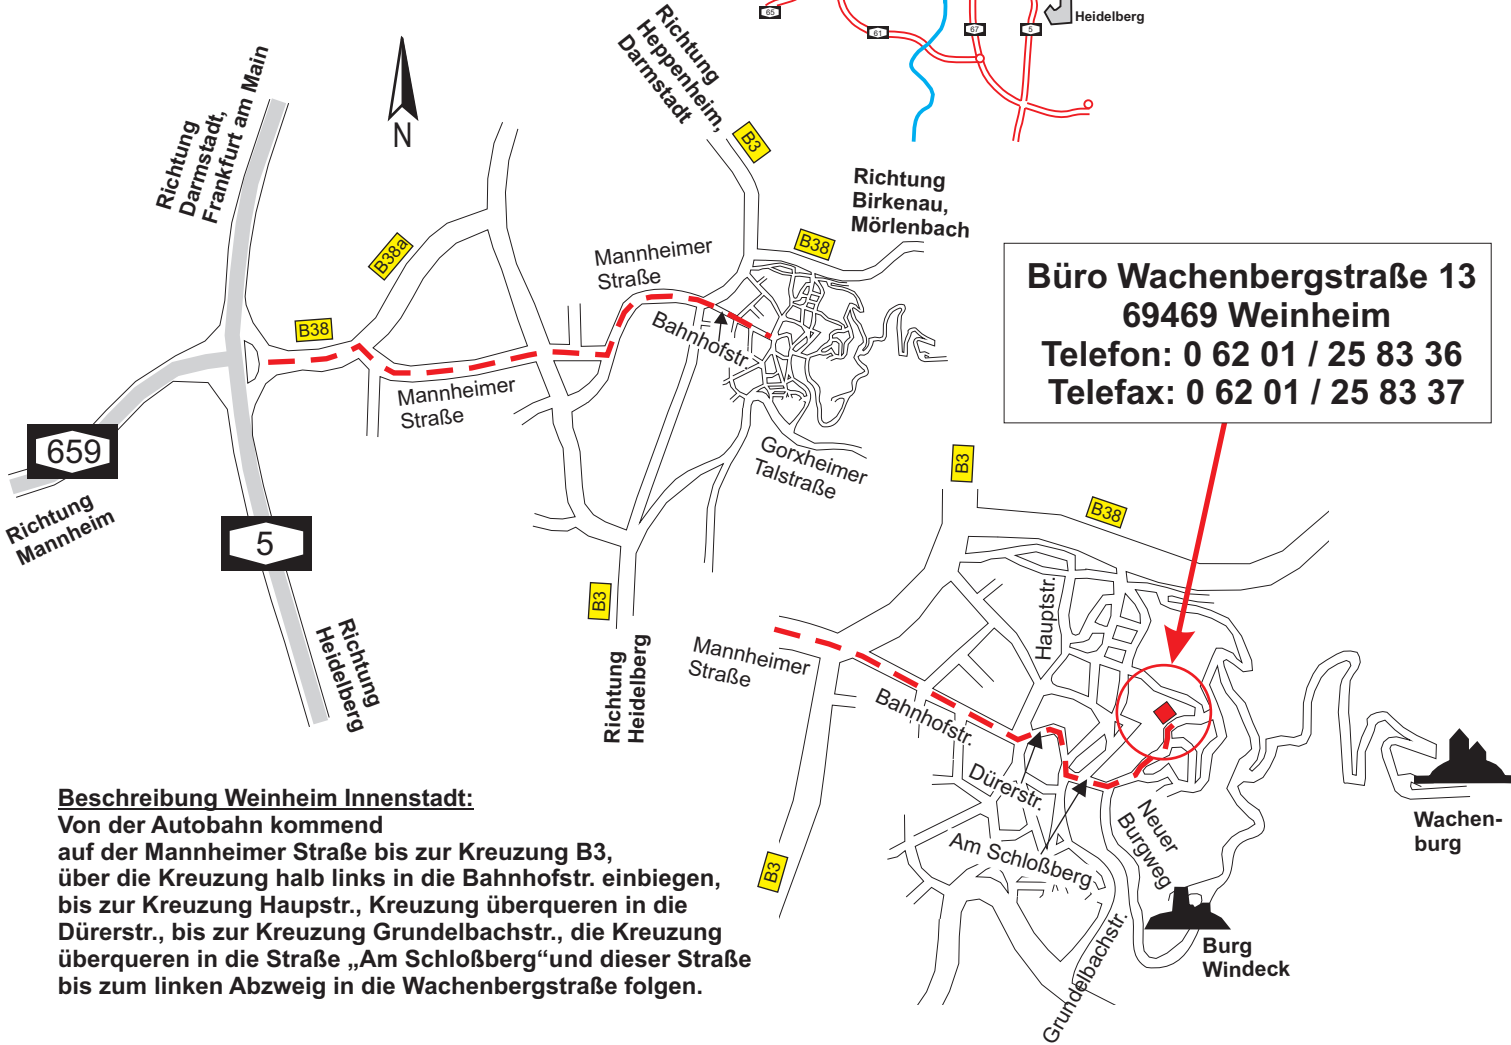 65
61
67
5
Heidelberg
Richtung
Darmstadt,
Frankfurt am Main
N
Richtung
Heppenheim,
Darmstadt
B3
Richtung
Birkenau,
Mörlenbach
B38
B38a
B38
Mannheimer
Straße
Bahnhofstr.
Mannheimer
Straße
Gorxheimer
Talstraße
659
Richtung
Mannheim
5
Richtung
Heidelberg
B3
Richtung
Heidelberg
Büro Wachenbergstraße 13
69469 Weinheim
Telefon: 0 62 01 / 25 83 36
Telefax: 0 62 01 / 25 83 37
B3
B38
Hauptstr.
Mannheimer
Straße
Bahnhofstr.
Dürerstr.
Am Schloßberg
Neuer
Burgweg
Grundelbachstr.
B3
Wachen-
burg
Burg
Windeck
Beschreibung Weinheim Innenstadt:
Von der Autobahn kommend
auf der Mannheimer Straße bis zur Kreuzung B3,
über die Kreuzung halb links in die Bahnhofstr. einbiegen,
bis zur Kreuzung Haupstr., Kreuzung überqueren in die
Dürerstr., bis zur Kreuzung Grundelbachstr., die Kreuzung
überqueren in die Straße „Am Schloßberg“und dieser Straße
bis zum linken Abzweig in die Wachenbergstraße folgen.